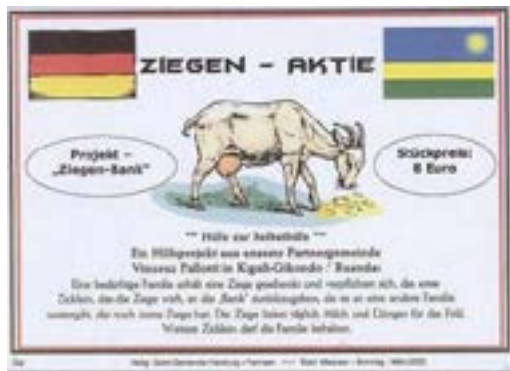 ZIEGEN - AKTIE
Projekt -
„Ziegen-Bank"
Stückpreis:
8 Euro
*** Hilfe zur Selbsthilfe ***
Ein Hilfsprojekt aus unserer Partnergemeinde
Vinzenz Pallotti in Kigali-Gikondo / Ruanda:
Eine bedürftige Familie erhält eine Ziege geschenkt und verpflichtet sich, das erste
Zicklein, das die Ziege wirft, an die „Bank" zurückzugeben, die es an eine andere Familie
weitergibt, die noch keine Ziege hat. Die Ziege liefert täglich Milch und Dünger für das Feld.
Weitere Zicklein darf die Familie behalten.